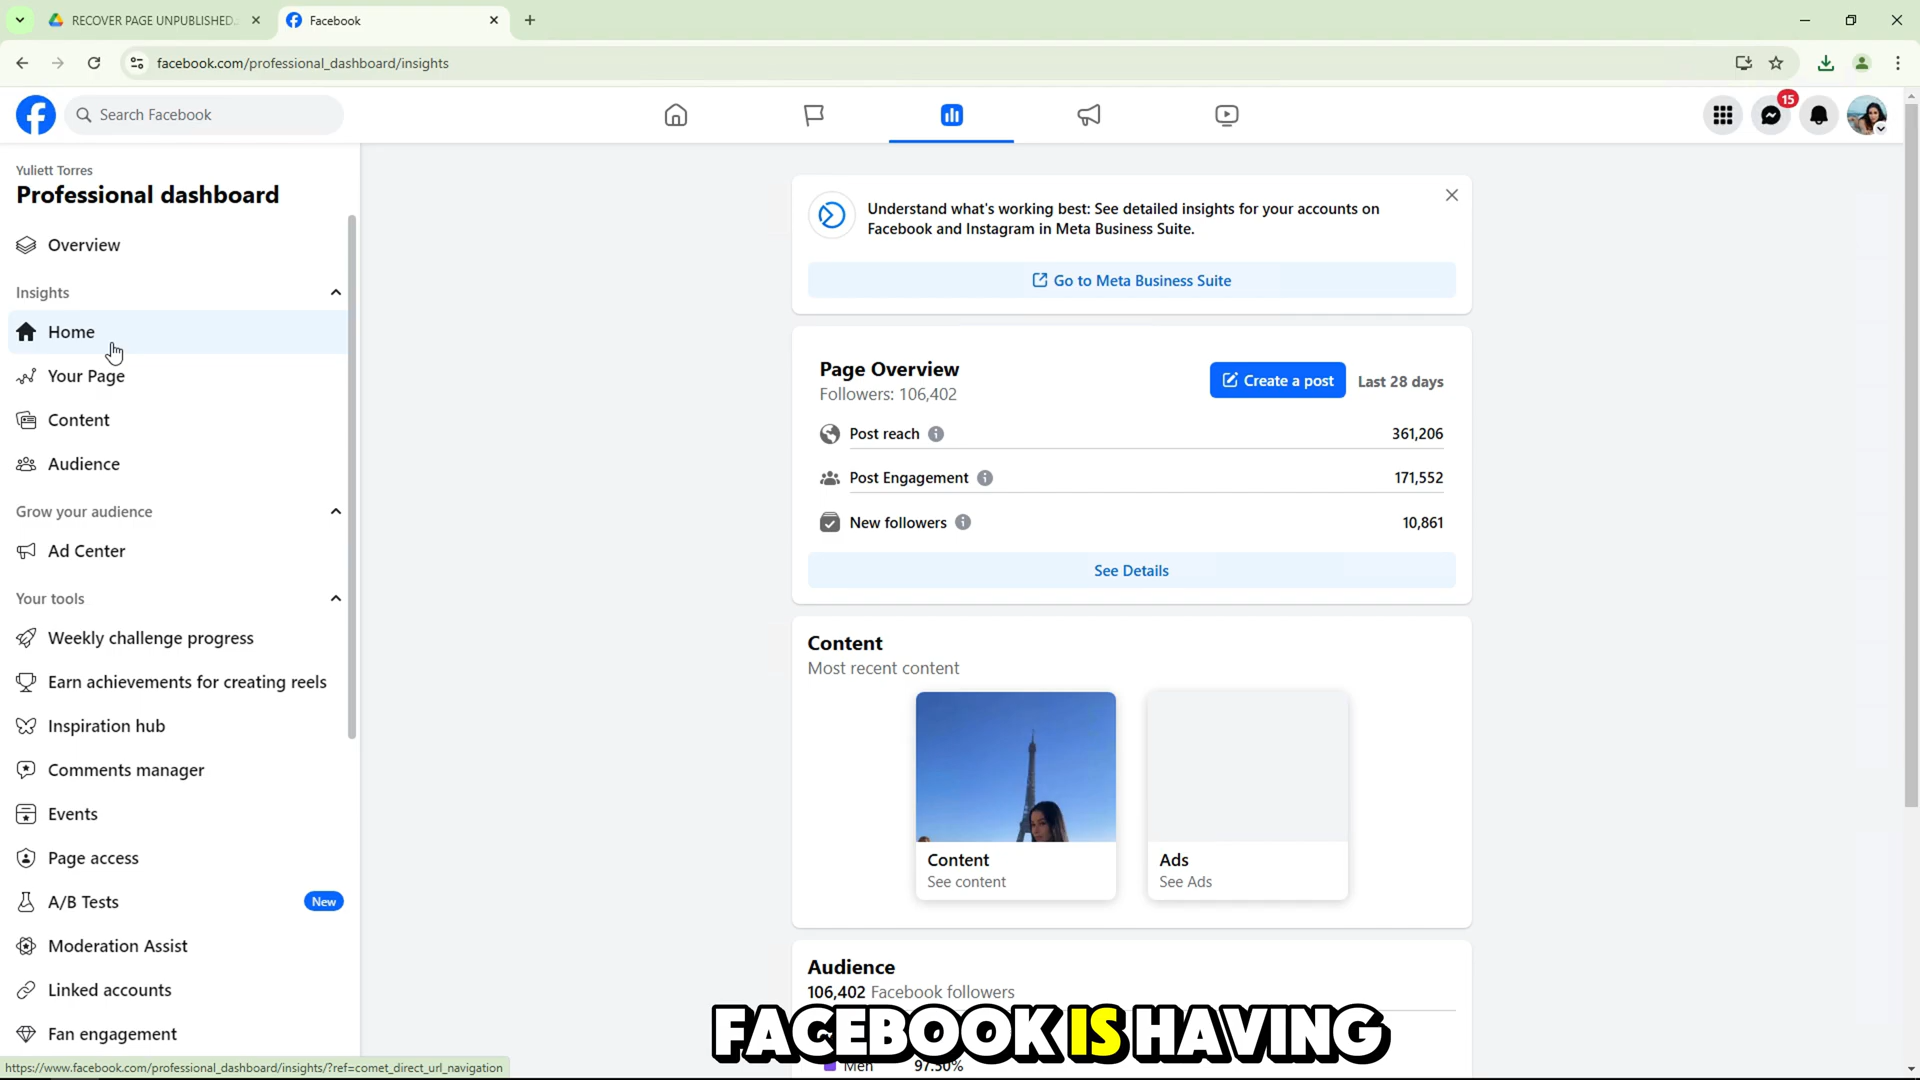 RECOVER PAGE UNPUBLISHED
Facebook
facebook.com/professional_dashboard/insights
Search Facebook
15
Yuliett Torres
Professional dashboard
Overview
Insights
Home
Your Page
Content
Audience
Grow your audience
Ad Center
Your tools
Weekly challenge progress
Earn achievements for creating reels
Inspiration hub
Comments manager
Events
Page access
A/B Tests
New
Moderation Assist
Linked accounts
Fan engagement
https://www.facebook.com/professional_dashboard/insights/?ref=comet_direct_url_navigation
Understand what's working best: See detailed insights for your accounts on
Facebook and Instagram in Meta Business Suite.
Go to Meta Business Suite
Page Overview
Followers: 106,402
Create a post
Last 28 days
Post reach
361,206
Post Engagement
171,552
New followers
10,861
See Details
Content
Most recent content
Content
See content
Ads
See Ads
Audience
106,402 Facebook followers
FACEBOOK IS HAVING
Men
97.50%